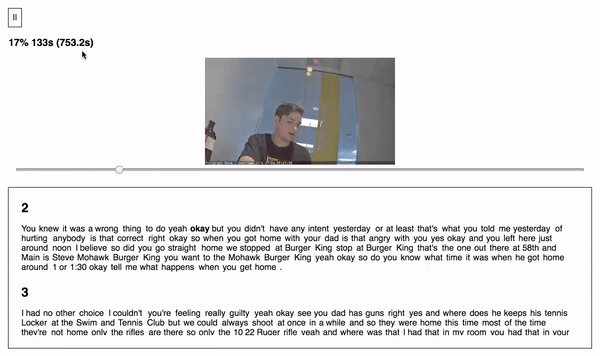 II
17% 133s (753.2s)
2
You knew it was a wrong thing to do yeah okay but you didn't have any intent yesterday or at least that's what you told me yesterday of
hurting anybody is that correct right okay so when you got home with your dad is that angry with you yes okay and you left here just
around noon I believe so did you go straight home we stopped at Burger King stop at Burger King that's the one out there at 58th and
Main is Steve Mohawk Burger King you want to the Mohawk Burger King yeah okay so do you know what time it was when he got home
around 1 or 1:30 okay tell me what happens when you get home .
3
I had no other choice I couldn't you're feeling really guilty yeah okay see you dad has guns right yes and where does he keeps his tennis
Locker at the Swim and Tennis Club but we could always shoot at once in a while and so they were home this time most of the time
they're not home only the rifles are there so only the 10 22 Ruger rifle yeah and where was that I had that in my room you had that in your